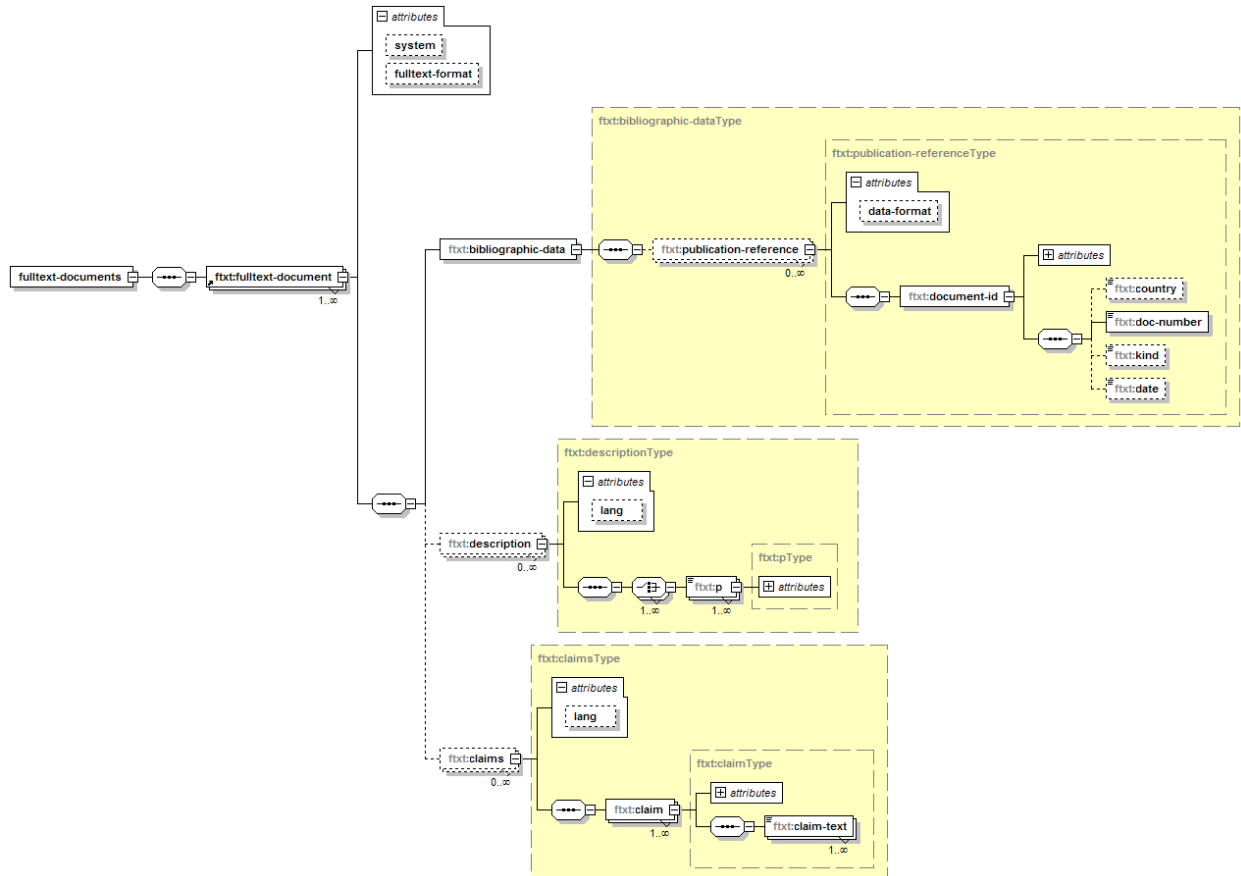 attributes
system
fulltext-format
fulltext-documents
ftxt:fulltext-document
1..∞
ftxt:bibliographic-dataType
ftxt:publication-referenceType
attributes
data-format
ftxt:bibliographic-data
ftxt:publication-reference
0..∞
attributes
ftxt:document-id
ftxt:country
ftxt:doc-number
ftxt:kind
ftxt:date
ftxt:descriptionType
attributes
lang
ftxt:description
0..∞
ftxt:pType
1..∞
ftxt:p
1..∞
attributes
ftxt:claimsType
attributes
lang
ftxt:claims
0..∞
ftxt:claimType
attributes
ftxt:claim
1..∞
ftxt:claim-text
1..∞